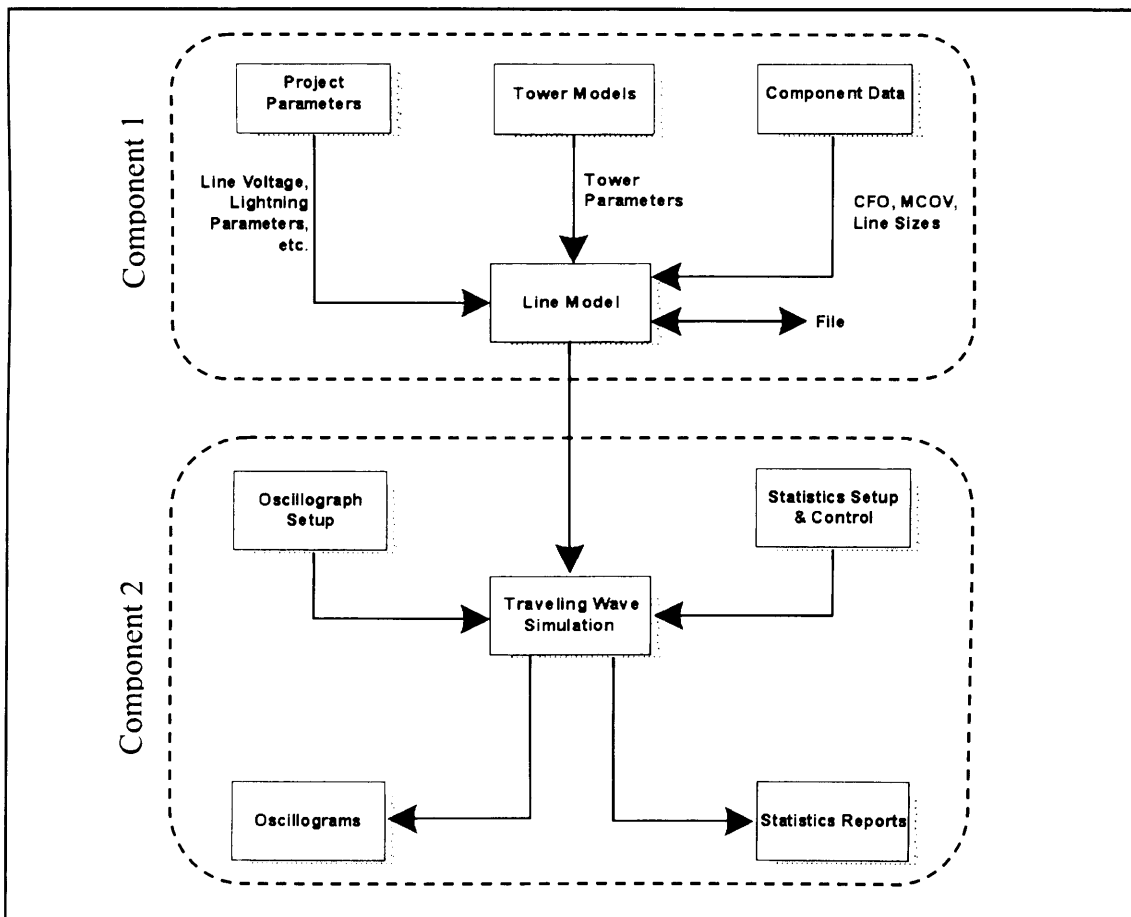 Component 1
Project
Parameters
Tower Models
Component Data
Line Voltage,
Lightning
Parameters,
etc.
Tower
Parameters
CFO, MCOV,
Line Sizes
Line Model
File
Component 2
Oscillograph
Setup
Statistics Setup
& Control
Traveling Wave
Simulation
Oscillograms
Statistics Reports